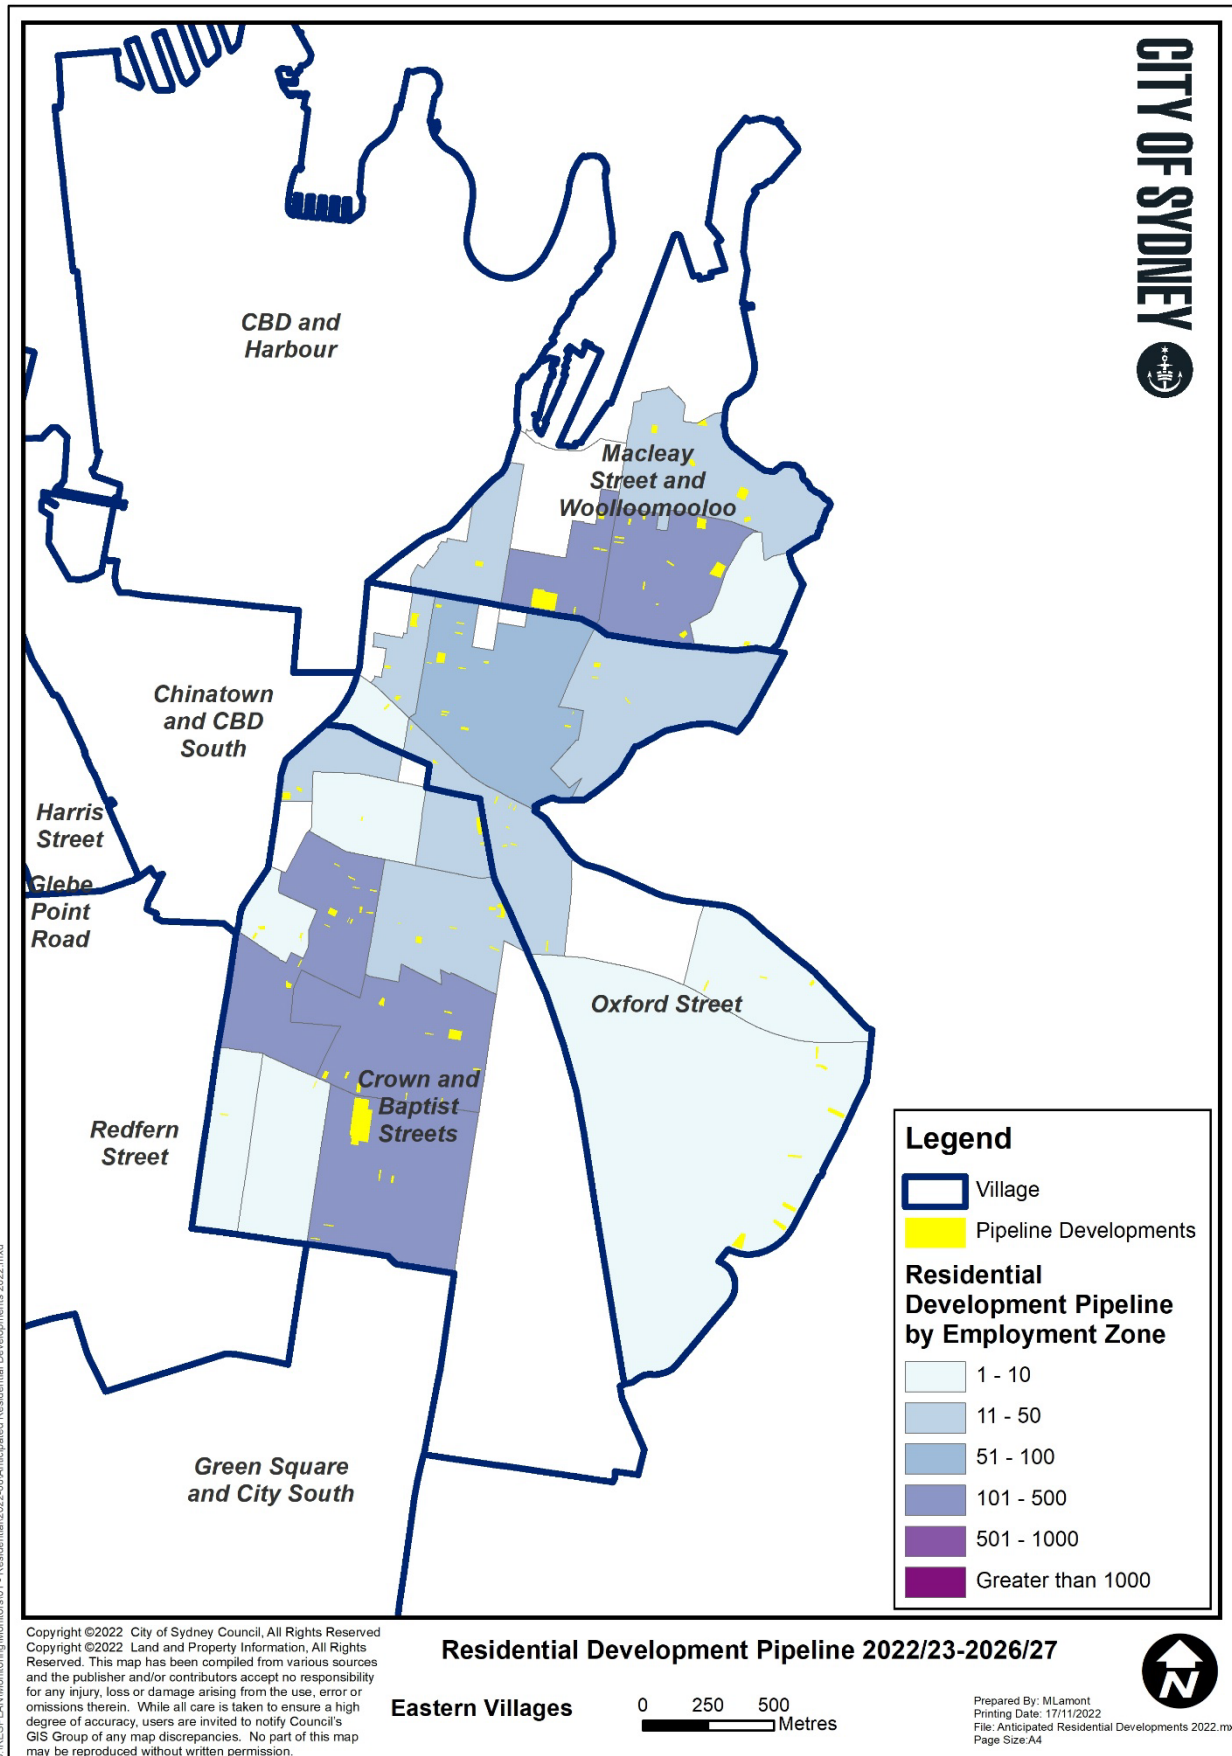 CITY OF SYDNEY
CBD and
Harbour
Macleay
Street and
Woolloomooloo
Chinatown
and CBD
South
Harris
Street
Glebe
Point
Road
Oxford Street
Crown and
Baptist
Streets
Redfern
Street
Green Square
and City South
Legend
Village
Pipeline Developments
Residential
Development Pipeline
by Employment Zone
1 - 10
11 - 50
51 - 100
101 - 500
501 - 1000
Greater than 1000
Copyright ©2022 City of Sydney Council, All Rights Reserved
Copyright ©2022 Land and Property Information, All Rights
Reserved. This map has been compiled from various sources
and the publisher and/or contributors accept no responsibility
for any injury, loss or damage arising from the use, error or
omissions therein. While all care is taken to ensure a high
degree of accuracy, users are invited to notify Council's
GIS Group of any map discrepancies. No part of this map
may be reproduced without written permission.
Residential Development Pipeline 2022/23-2026/27
Eastern Villages
0 250 500
Metres
N
Prepared By: MLamont
Printing Date: 17/11/2022
File: Anticipated Residential Developments 2022.m
Page Size:A4